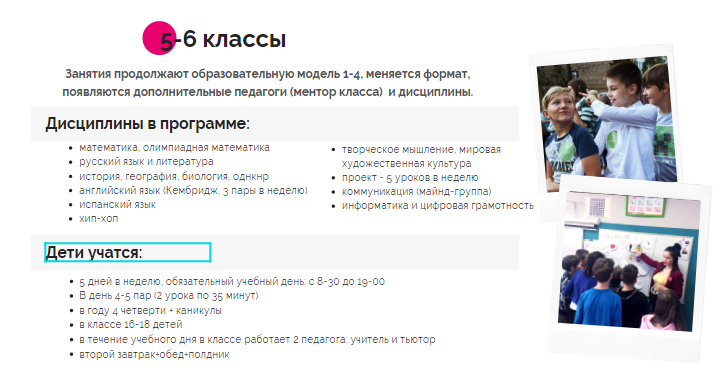 5-6 классы
Занятия продолжают образовательную модель 1-4, меняется формат,
появляются дополнительные педагоги (ментор класса) и дисциплины.
Дисциплины в программе:
• математика, олимпиадная математика
• русский язык и литература
• история, география, биология, однкнр
• английский язык (Кембридж, 3 пары в неделю)
• испанский язык
• хип-хоп
• творческое мышление, мировая
художественная культура
• проект - 5 уроков в неделю
• коммуникация (майнд-группа)
• информатика и цифровая грамотность
Дети учатся:
• 5 дней в неделю, обязательный учебный день: с 8-30 до 19-00
• В день 4-5 пар (2 урока по 35 минут)
• в году 4 четверти + каникулы
• в классе 16-18 детей
• в течение учебного дня в классе работает 2 педагога: учитель и тьютор
• второй завтрак+обед+полдник